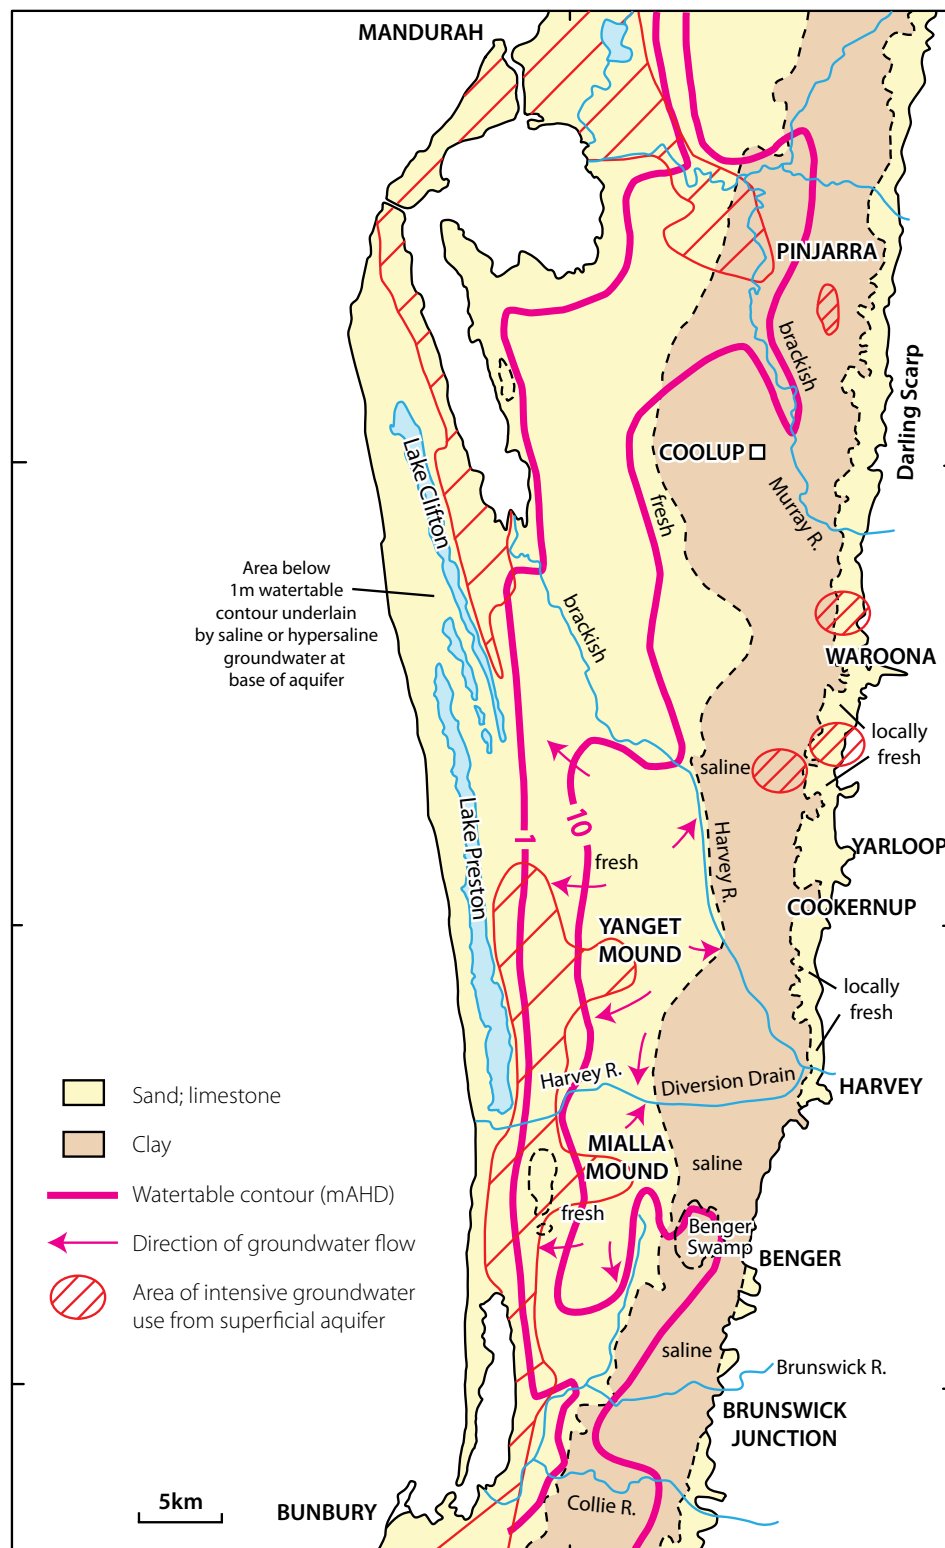 MANDURAH
PINJARRA
brackish
Darling Scarp
COOLUP
fresh
Murray R.
Lake Clifton
Area below
1m watertable
contour underlain
by saline or hypersaline
groundwater at
base of aquifer
brackish
WAROONA
locally
fresh
saline
Lake Preston
1
10
Harvey R.
fresh
YARLOOP
COOKERNUP
YANGET
MOUND
locally
fresh
Harvey R.
Diversion Drain
HARVEY
MIALLA
MOUND
saline
fresh
Benger
Swamp
BENGER
saline
Brunswick R.
BRUNSWICK
JUNCTION
Collie R.
BUNBURY
Sand; limestone
Clay
Watertable contour (mAHD)
Direction of groundwater flow
Area of intensive groundwater
use from superficial aquifer
5km